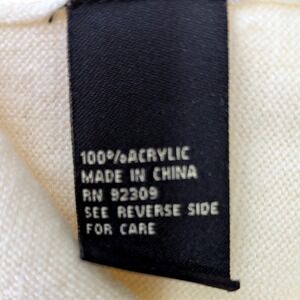 100%ACRYLIC
MADE IN CHINA
RN 92309
SEE REVERSE SIDE
FOR CARE